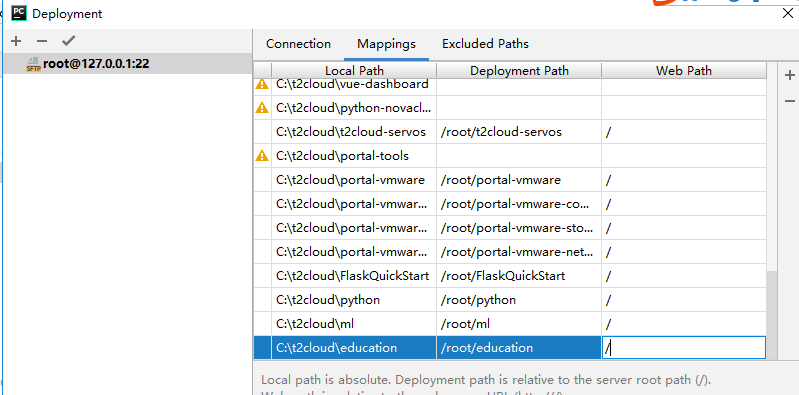 PC Deployment
Connection Mappings Excluded Paths
SFTP root@127.0.0.1:22
Local Path Deployment Path Web Path
C:\t2cloud\vue-dashboard
C:\t2cloud\python-novacl...
C:\t2cloud\t2cloud-servos /root/t2cloud-servos /
C:\t2cloud\portal-tools
C:\t2cloud\portal-vmware /root/portal-vmware /
C:\t2cloud\portal-vmwar... /root/portal-vmware-co... /
C:\t2cloud\portal-vmwar... /root/portal-vmware-sto... /
C:\t2cloud\portal-vmwar... /root/portal-vmware-net... /
C:\t2cloud\FlaskQuickStart /root/FlaskQuickStart /
C:\t2cloud\python /root/python /
C:\t2cloud\ml /root/ml /
C:\t2cloud\education /root/education /
Local path is absolute. Deployment path is relative to the server root path (/).